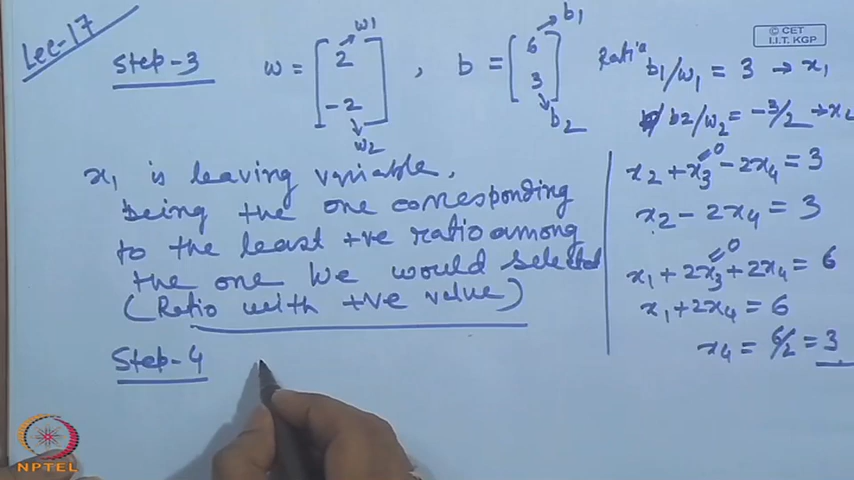 Lec-17
© CET
I.I.T. KGP
Step-3 w = [ 2 -2 ] , b = [ 6 3 ]
w1
w2
b1
b2
Ratio
b1/w1 = 3 → x1
b2/w2 = -3/2 → x2
x1 is leaving variable.
being the one corresponding
to the least +ve ratio among
the one we would selected
(Ratio with +ve value)
x2 + x3 - 2x4 = 3
0
x2 - 2x4 = 3
x1 + 2x3 + 2x4 = 6
0
x1 + 2x4 = 6
x4 = 6/2 = 3
Step-4
NPTEL